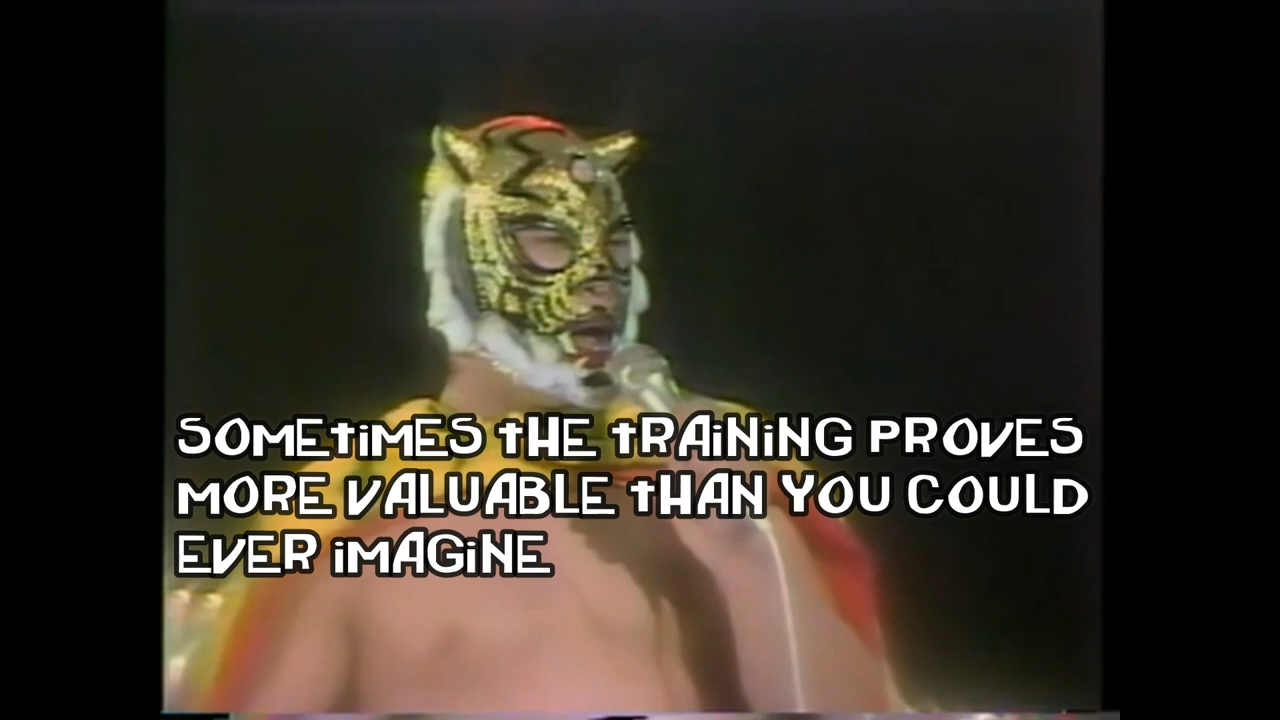 SOMETIMES THE TRAINING PROVES
MORE VALUABLE THAN YOU COULD
EVER IMAGINE